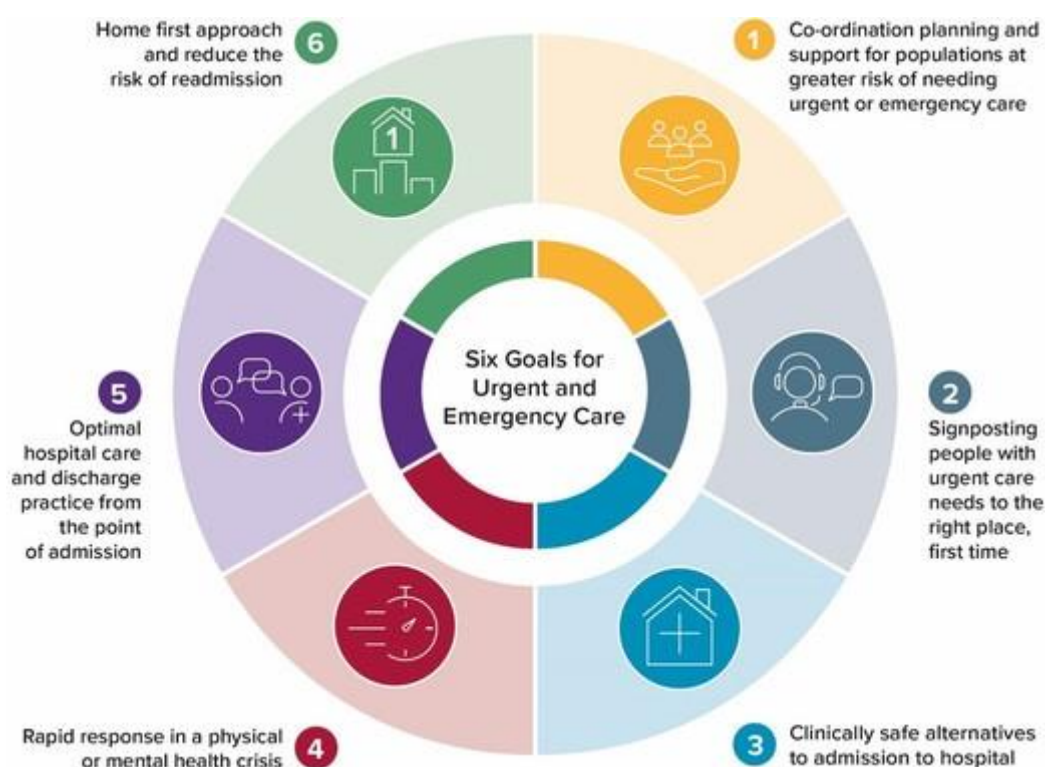 Six Goals for
Urgent and
Emergency Care
1
Co-ordination planning and
support for populations at
greater risk of needing
urgent or emergency care
2
Signposting
people with
urgent care
needs to the
right place,
first time
3
Clinically safe alternatives
to admission to hospital
4
Rapid response in a physical
or mental health crisis
5
Optimal
hospital care
and discharge
practice from
the point
of admission
6
Home first approach
and reduce the
risk of readmission
1